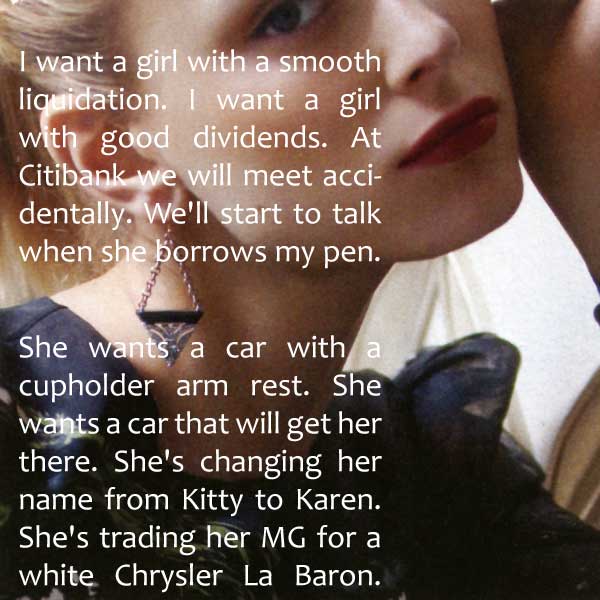 I want a girl with a smooth
liquidation. I want a girl
with good dividends. At
Citibank we will meet acci-
dentally. We'll start to talk
when she borrows my pen.

She wants a car with a
cupholder arm rest. She
wants a car that will get her
there. She's changing her
name from Kitty to Karen.
She's trading her MG for a
white Chrysler La Baron.